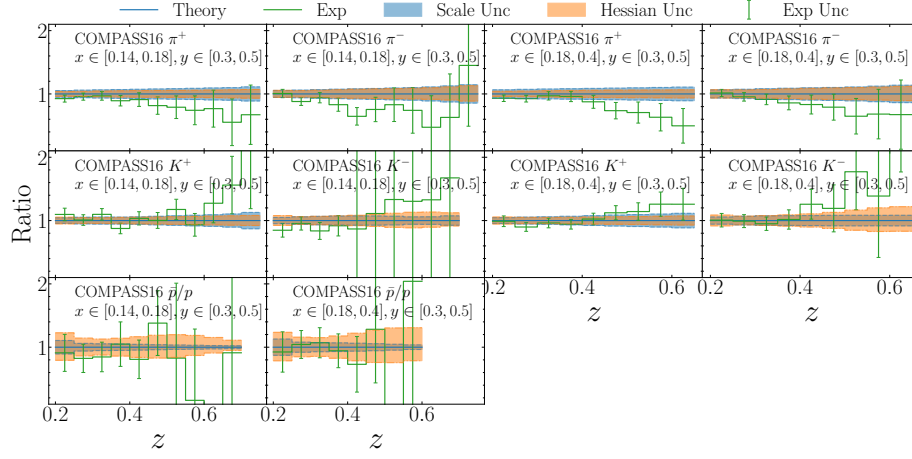 Theory Exp Scale Unc Hessian Unc Exp Unc
2
1
COMPASS16 π⁺
x ∈ [0.14, 0.18], y ∈ [0.3, 0.5]
COMPASS16 π⁻
x ∈ [0.14, 0.18], y ∈ [0.3, 0.5]
COMPASS16 π⁺
x ∈ [0.18, 0.4], y ∈ [0.3, 0.5]
COMPASS16 π⁻
x ∈ [0.18, 0.4], y ∈ [0.3, 0.5]
Ratio
2
1
COMPASS16 K⁺
x ∈ [0.14, 0.18], y ∈ [0.3, 0.5]
COMPASS16 K⁻
x ∈ [0.14, 0.18], y ∈ [0.3, 0.5]
COMPASS16 K⁺
x ∈ [0.18, 0.4], y ∈ [0.3, 0.5]
COMPASS16 K⁻
x ∈ [0.18, 0.4], y ∈ [0.3, 0.5]
0.2 0.4 0.6
z
0.2 0.4 0.6
z
2
1
COMPASS16 p̄/p
x ∈ [0.14, 0.18], y ∈ [0.3, 0.5]
COMPASS16 p̄/p
x ∈ [0.18, 0.4], y ∈ [0.3, 0.5]
0.2 0.4 0.6
z
0.2 0.4 0.6
z